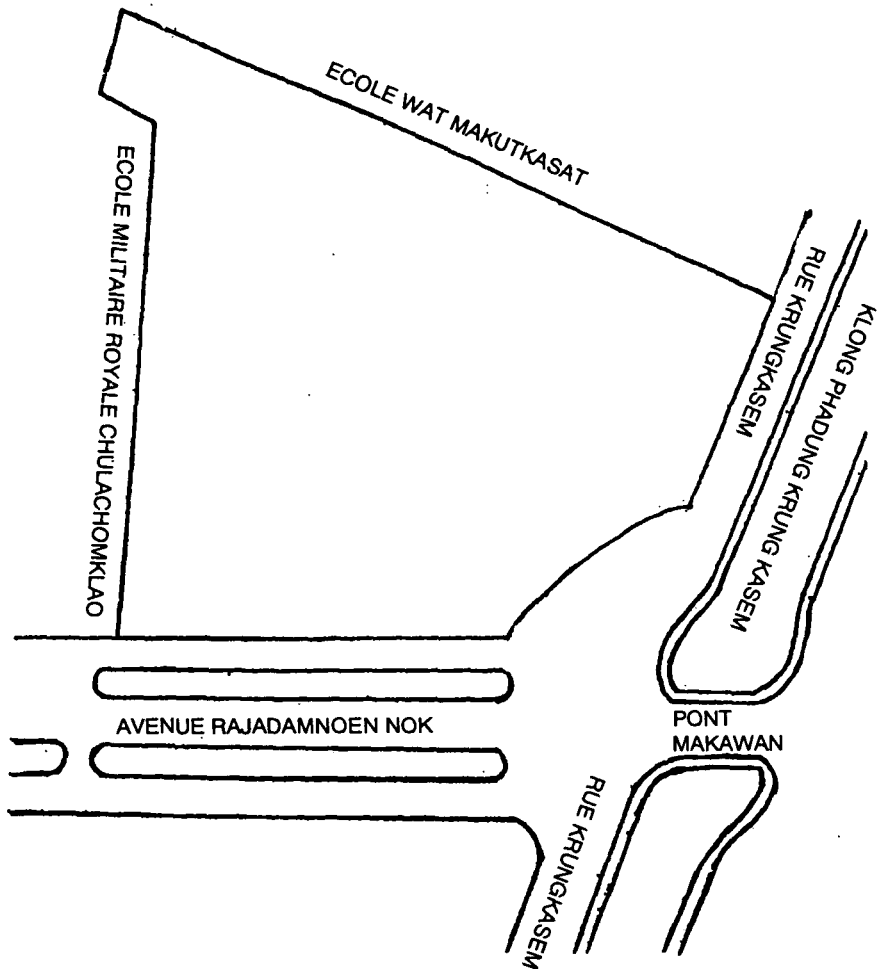 ECOLE WAT MAKUTKASAT
ECOLE MILITAIRE ROYALE CHULACHOMKLAO
RUE KRUNGKASEM
KLONG PHADUNG KRUNG KASEM
AVENUE RAJADAMNOEN NOK
PONT
MAKAWAN
RUE KRUNGKASEM